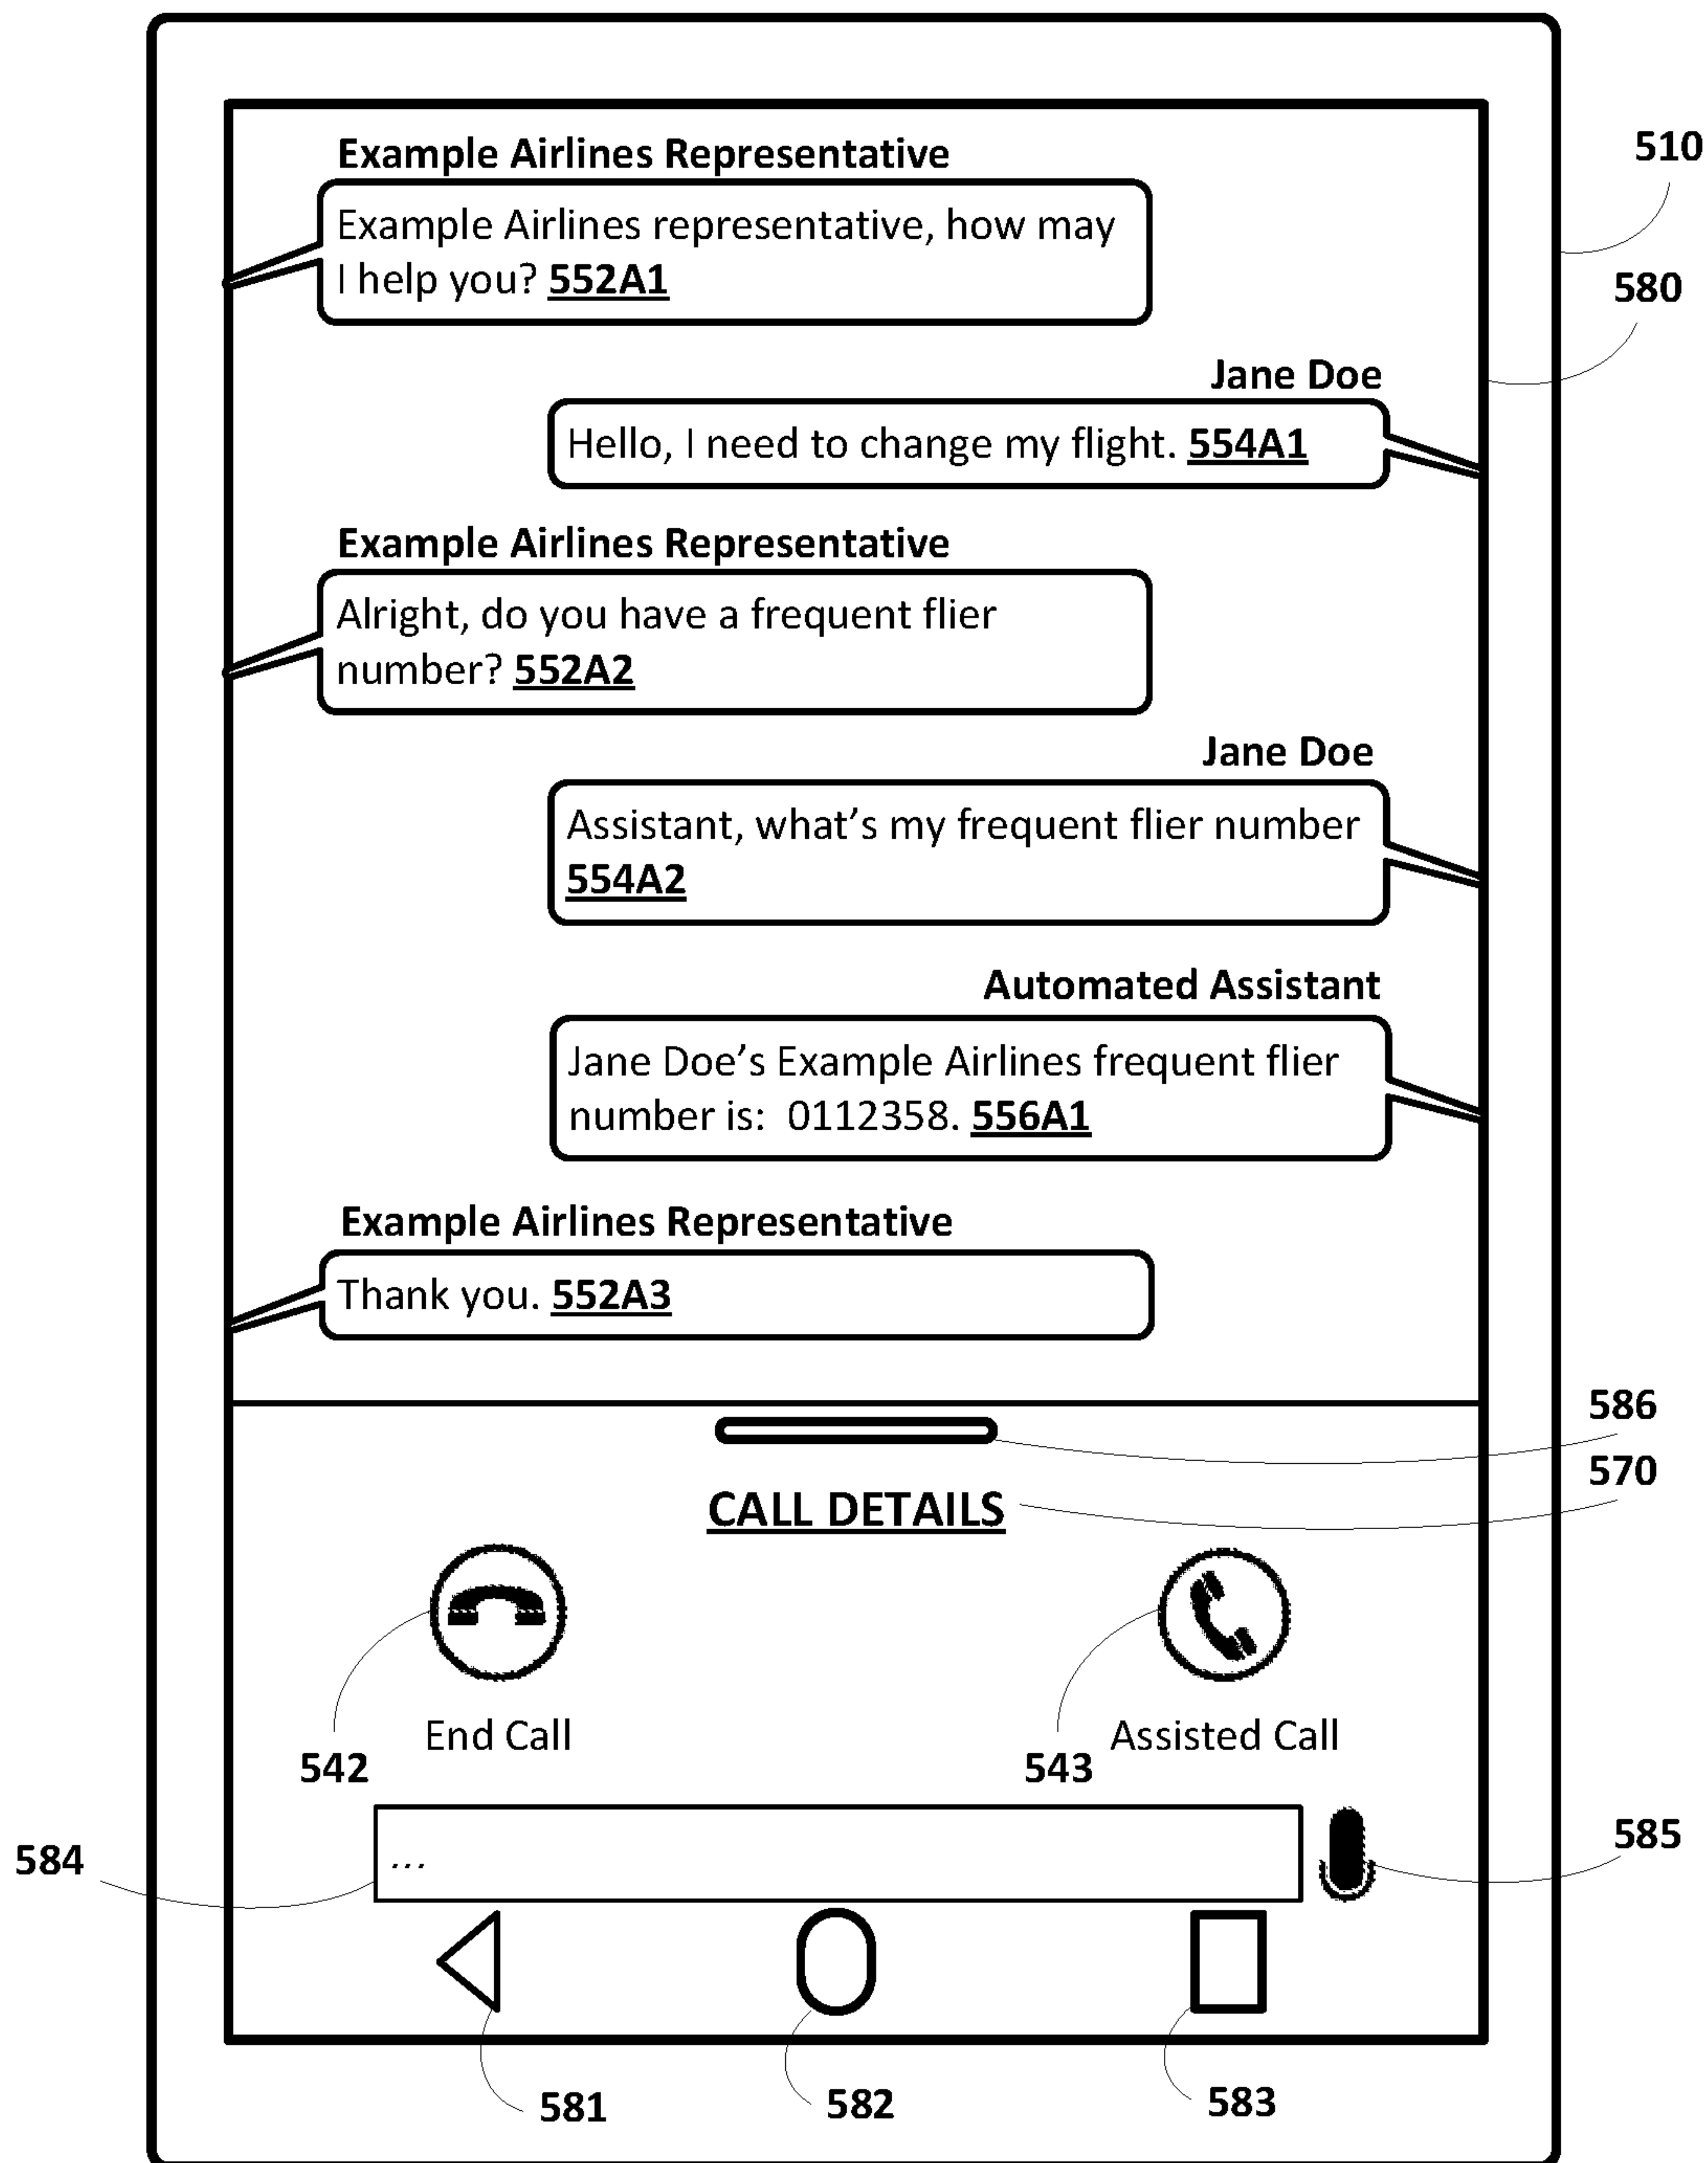 Example Airlines Representative
510
Example Airlines representative, how may
I help you? 552A1
580
Jane Doe
Hello, I need to change my flight. 554A1
Example Airlines Representative
Alright, do you have a frequent flier
number? 552A2
Jane Doe
Assistant, what’s my frequent flier number
554A2
Automated Assistant
Jane Doe’s Example Airlines frequent flier
number is:  0112358. 556A1
Example Airlines Representative
Thank you. 552A3
586
570
CALL DETAILS
End Call
Assisted Call
542
543
584
...
585
581
582
583